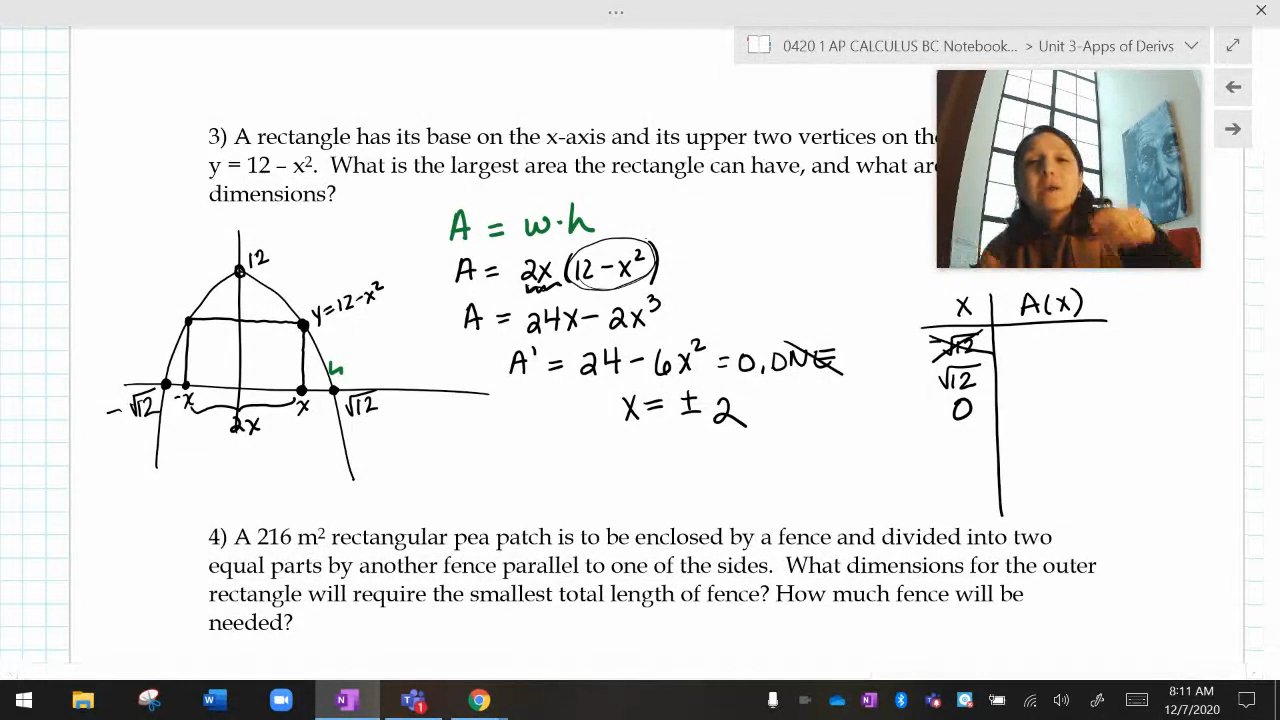 0420 1 AP CALCULUS BC Notebook... > Unit 3-Apps of Derivs
3) A rectangle has its base on the x-axis and its upper two vertices on the
y = 12 – x². What is the largest area the rectangle can have, and what are
dimensions?
A = w·h
A = 2x (12 – x²)
A = 24x – 2x³
A' = 24 – 6x² = 0, DNE
x = ± 2
12
y = 12 – x²
h
–√12
-x
x
√12
2x
x A(x)
–√12
√12
0
4) A 216 m² rectangular pea patch is to be enclosed by a fence and divided into two
equal parts by another fence parallel to one of the sides. What dimensions for the outer
rectangle will require the smallest total length of fence? How much fence will be
needed?
8:11 AM
12/7/2020